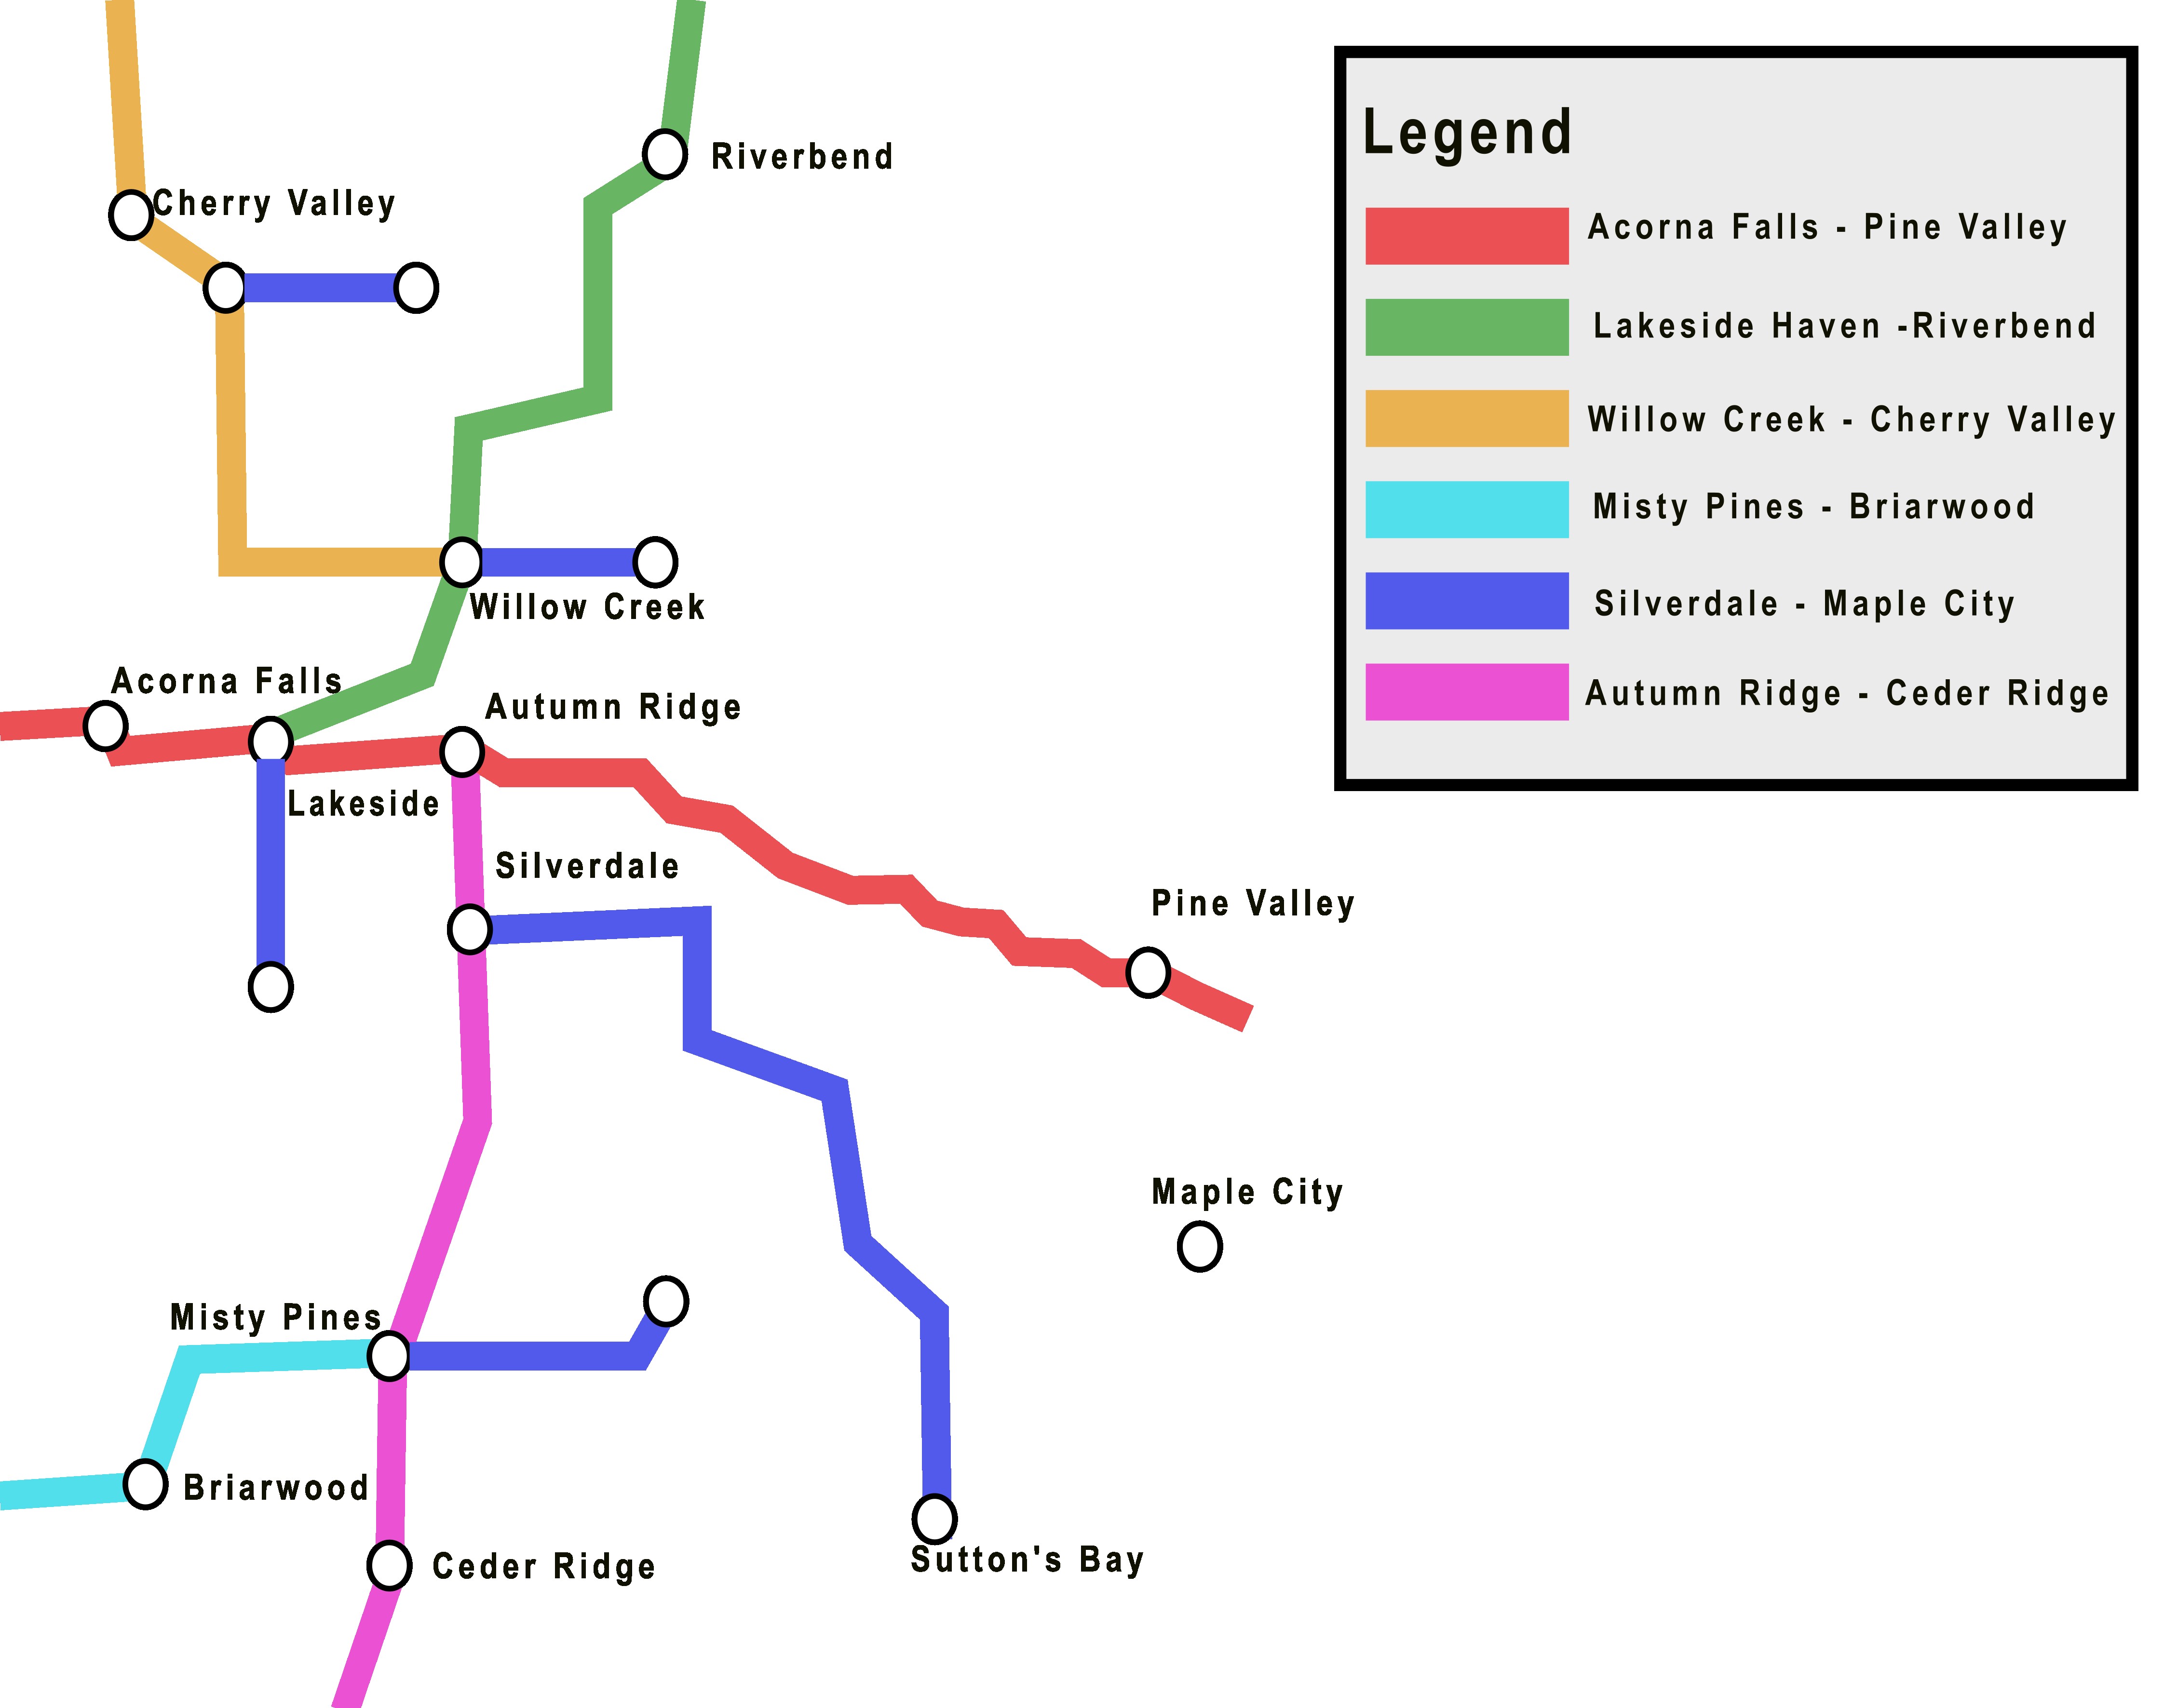 Legend
Acorna Falls - Pine Valley
Lakeside Haven -Riverbend
Willow Creek - Cherry Valley
Misty Pines - Briarwood
Silverdale - Maple City
Autumn Ridge - Ceder Ridge
Riverbend
Cherry Valley
Willow Creek
Acorna Falls
Autumn Ridge
Lakeside
Silverdale
Pine Valley
Maple City
Misty Pines
Briarwood
Ceder Ridge
Sutton's Bay